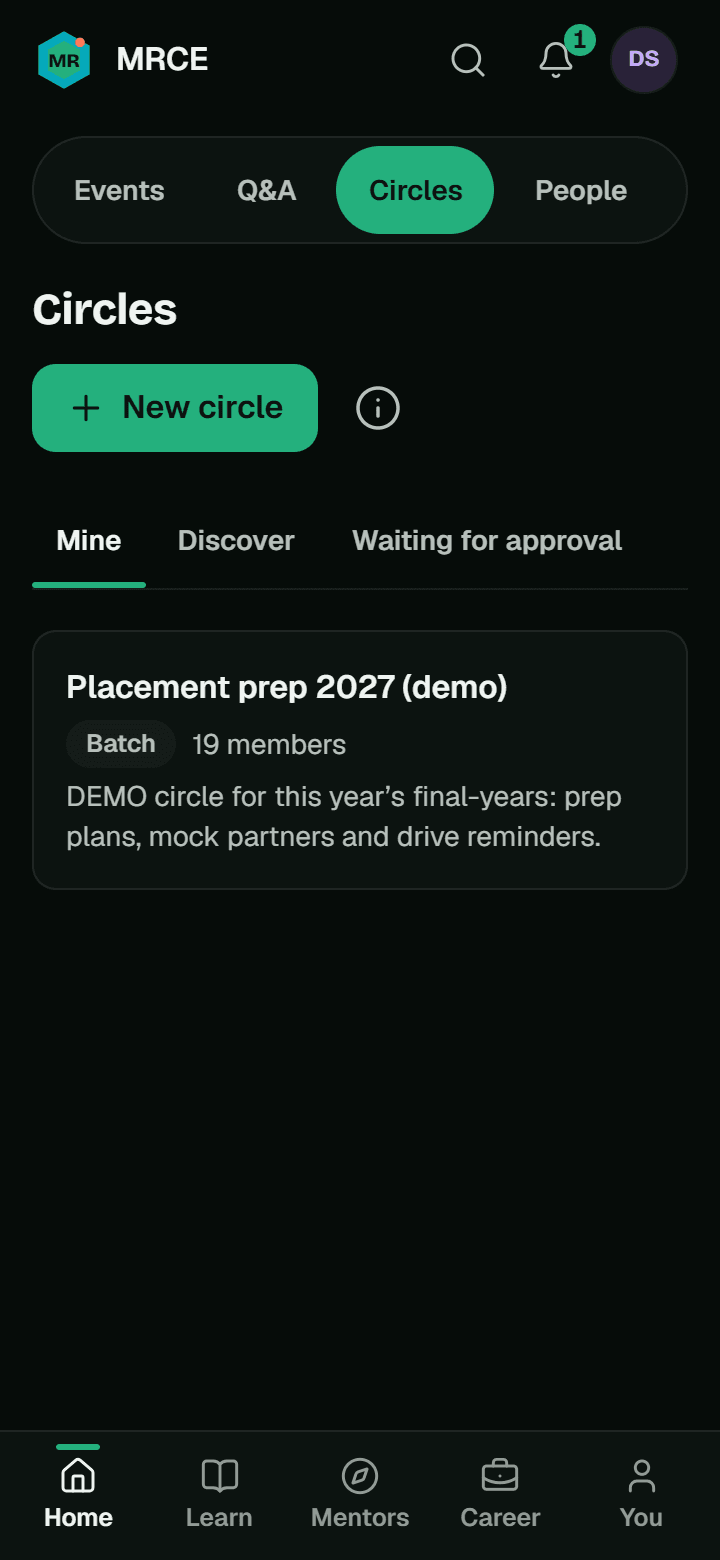 MR
MRCE
1
DS
Events
Q&A
Circles
People
Circles
New circle
Mine
Discover
Waiting for approval
Placement prep 2027 (demo)
Batch
19 members
DEMO circle for this year’s final-years: prep
plans, mock partners and drive reminders.
Home
Learn
Mentors
Career
You